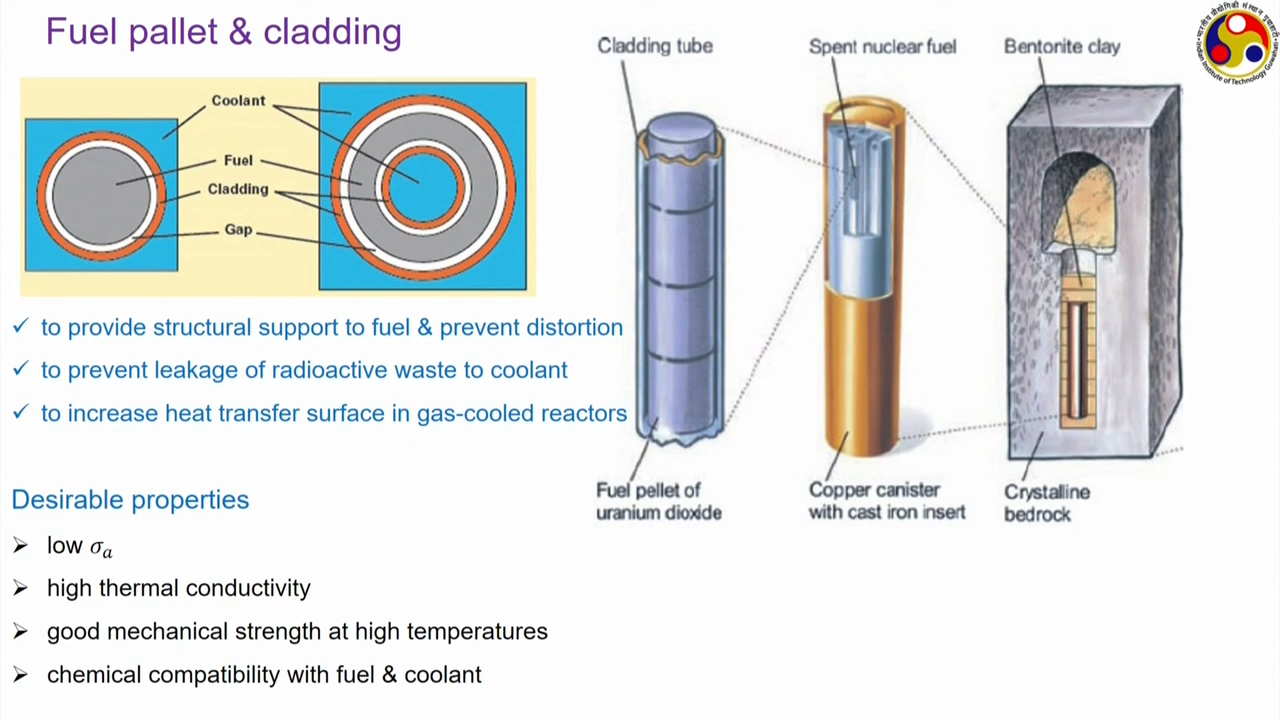 Fuel pallet & cladding
Coolant
Fuel
Cladding
Gap
✓ to provide structural support to fuel & prevent distortion
✓ to prevent leakage of radioactive waste to coolant
✓ to increase heat transfer surface in gas-cooled reactors
Desirable properties
➢ low σₐ
➢ high thermal conductivity
➢ good mechanical strength at high temperatures
➢ chemical compatibility with fuel & coolant
Cladding tube
Spent nuclear fuel
Bentonite clay
Fuel pellet of
uranium dioxide
Copper canister
with cast iron insert
Crystalline
bedrock
Indian Institute of Technology Guwahati